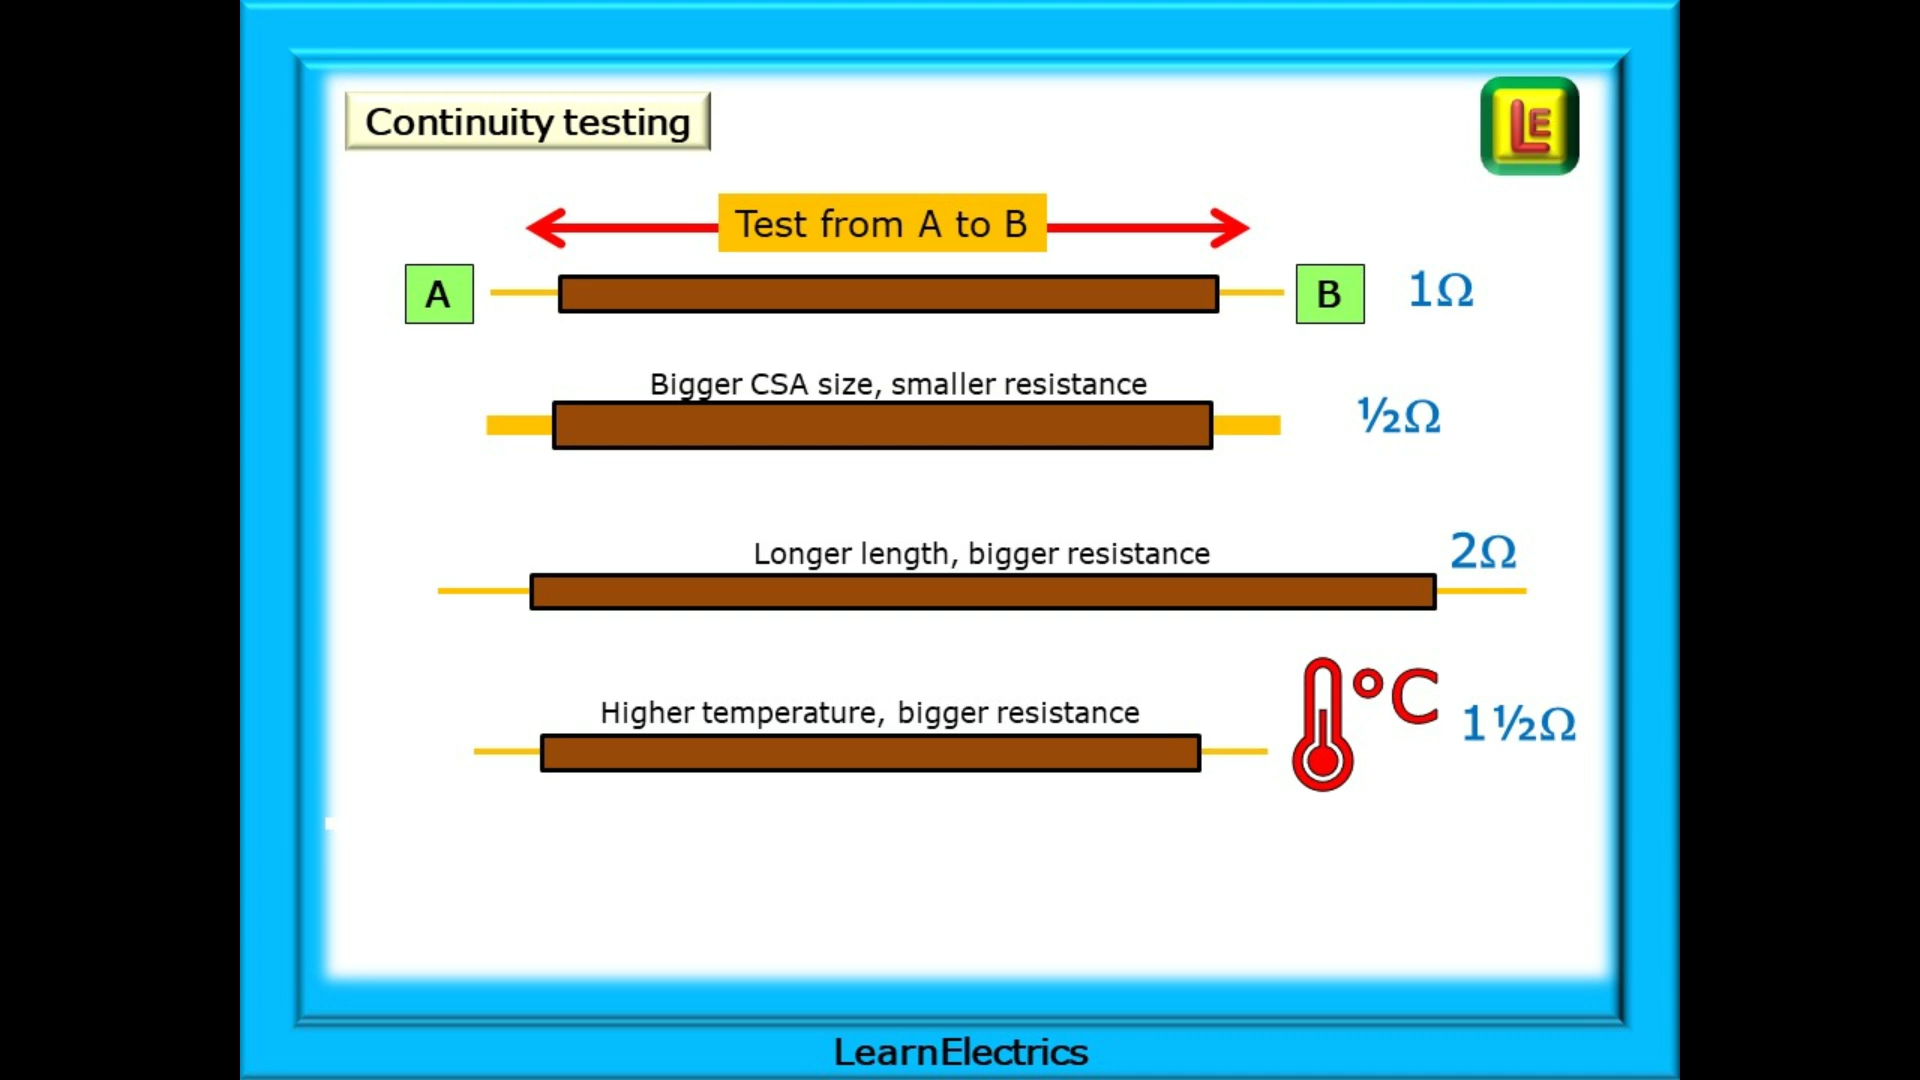 Continuity testing
LE
Test from A to B
A
B
1Ω
Bigger CSA size, smaller resistance
½Ω
Longer length, bigger resistance
2Ω
Higher temperature, bigger resistance
°C
1½Ω
LearnElectrics